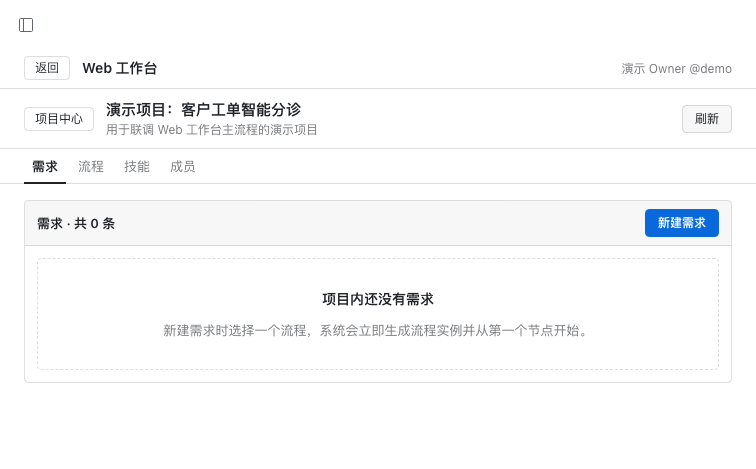 返回
Web 工作台
演示 Owner @demo
项目中心
演示项目：客户工单智能分诊
用于联调 Web 工作台主流程的演示项目
刷新
需求
流程
技能
成员
需求 · 共 0 条
新建需求
项目内还没有需求
新建需求时选择一个流程，系统会立即生成流程实例并从第一个节点开始。